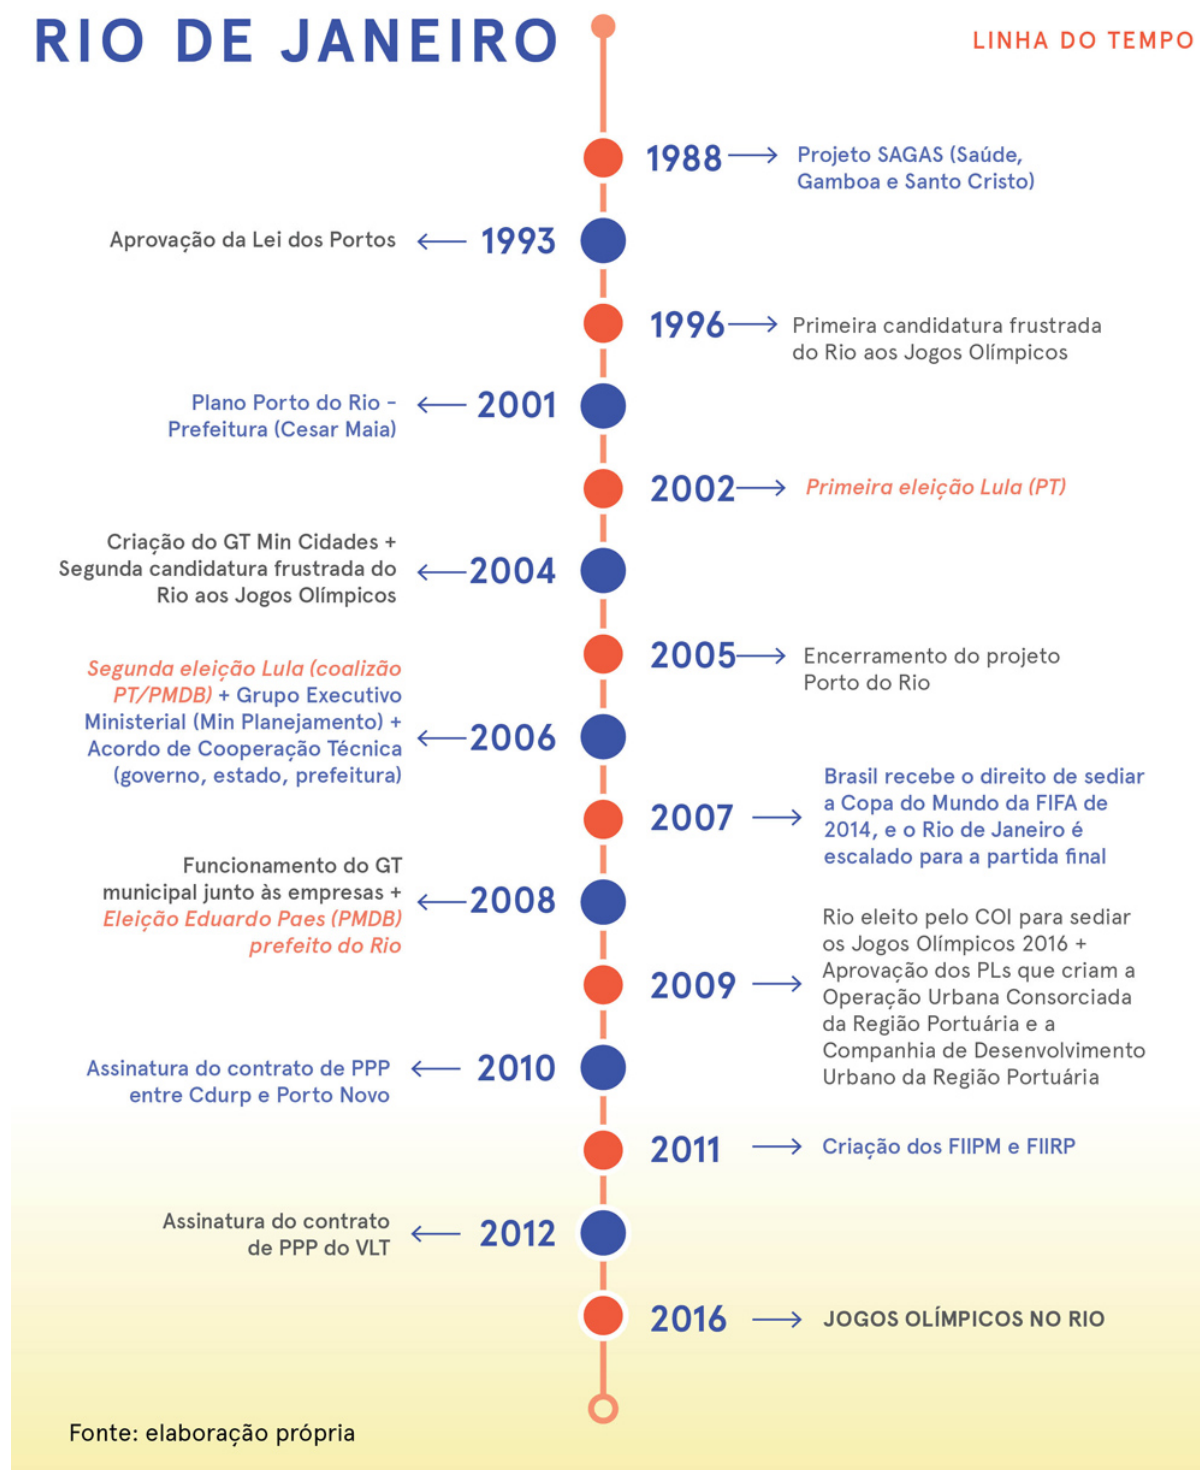 RIO DE JANEIRO
LINHA DO TEMPO
1988
Projeto SAGAS (Saúde,
Gamboa e Santo Cristo)
Aprovação da Lei dos Portos
1993
1996
Primeira candidatura frustrada
do Rio aos Jogos Olímpicos
Plano Porto do Rio -
Prefeitura (Cesar Maia)
2001
2002
Primeira eleição Lula (PT)
Criação do GT Min Cidades +
Segunda candidatura frustrada do
Rio aos Jogos Olímpicos
2004
2005
Encerramento do projeto
Porto do Rio
Segunda eleição Lula (coalizão
PT/PMDB) + Grupo Executivo
Ministerial (Min Planejamento) +
Acordo de Cooperação Técnica
(governo, estado, prefeitura)
2006
2007
Brasil recebe o direito de sediar
a Copa do Mundo da FIFA de
2014, e o Rio de Janeiro é
escalado para a partida final
Funcionamento do GT
municipal junto às empresas +
Eleição Eduardo Paes (PMDB)
prefeito do Rio
2008
2009
Rio eleito pelo COI para sediar
os Jogos Olímpicos 2016 +
Aprovação dos PLs que criam a
Operação Urbana Consorciada
da Região Portuária e a
Companhia de Desenvolvimento
Urbano da Região Portuária
Assinatura do contrato de PPP
entre Cdurp e Porto Novo
2010
2011
Criação dos FIIPM e FIIRP
Assinatura do contrato
de PPP do VLT
2012
2016
JOGOS OLÍMPICOS NO RIO
Fonte: elaboração própria